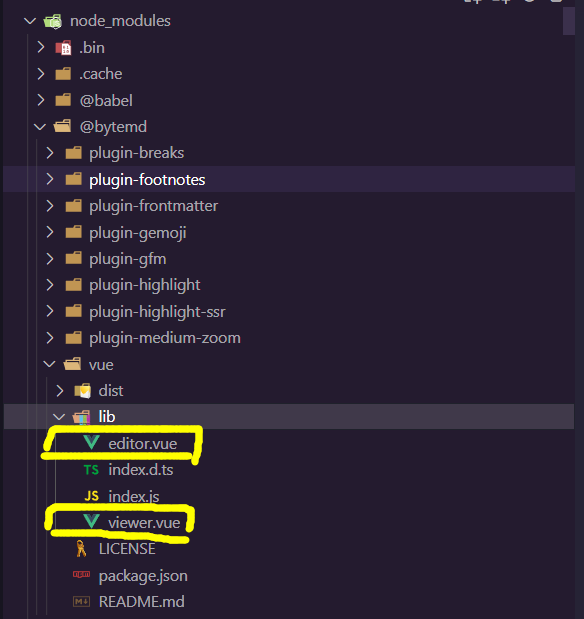 node_modules
.bin
.cache
@babel
@bytemd
plugin-breaks
plugin-footnotes
plugin-frontmatter
plugin-gemoji
plugin-gfm
plugin-highlight
plugin-highlight-ssr
plugin-medium-zoom
vue
dist
lib
editor.vue
TS index.d.ts
JS index.js
viewer.vue
LICENSE
package.json
README.md